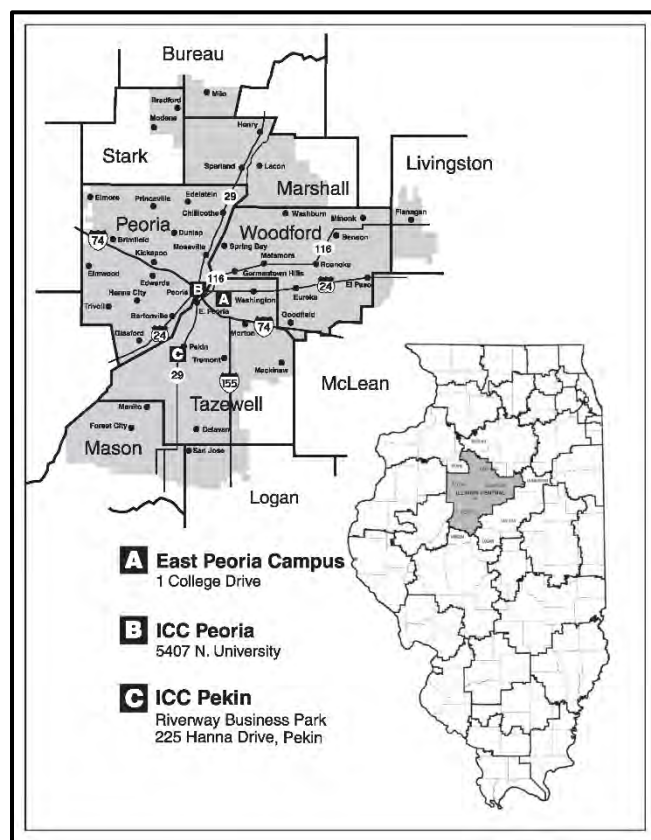 Bureau
Milo
Bradford
Modena
Henry
Stark
Sparland
Lacon
Livingston
29
Marshall
Elmore
Princeville
Edelstein
Chillicothe
Washburn
Minonk
Flanagan
Peoria
Woodford
74
Brimfield
Dunlap
Mossville
Spring Bay
116
Benson
Kickapoo
Metamora
Roanoke
Elmwood
Edwards
116
Germantown Hills
24
El Paso
Hanna City
Peoria
B
A
Washington
Eureka
Trivoli
E. Peoria
Bartonville
74
Goodfield
Glasford
24
Morton
C
Pekin
Tremont
Mackinaw
29
155
McLean
Manito
Tazewell
Forest City
Delavan
Mason
San Jose
Logan
A East Peoria Campus
1 College Drive
B ICC Peoria
5407 N. University
C ICC Pekin
Riverway Business Park
225 Hanna Drive, Pekin
ILLINOIS CENTRAL